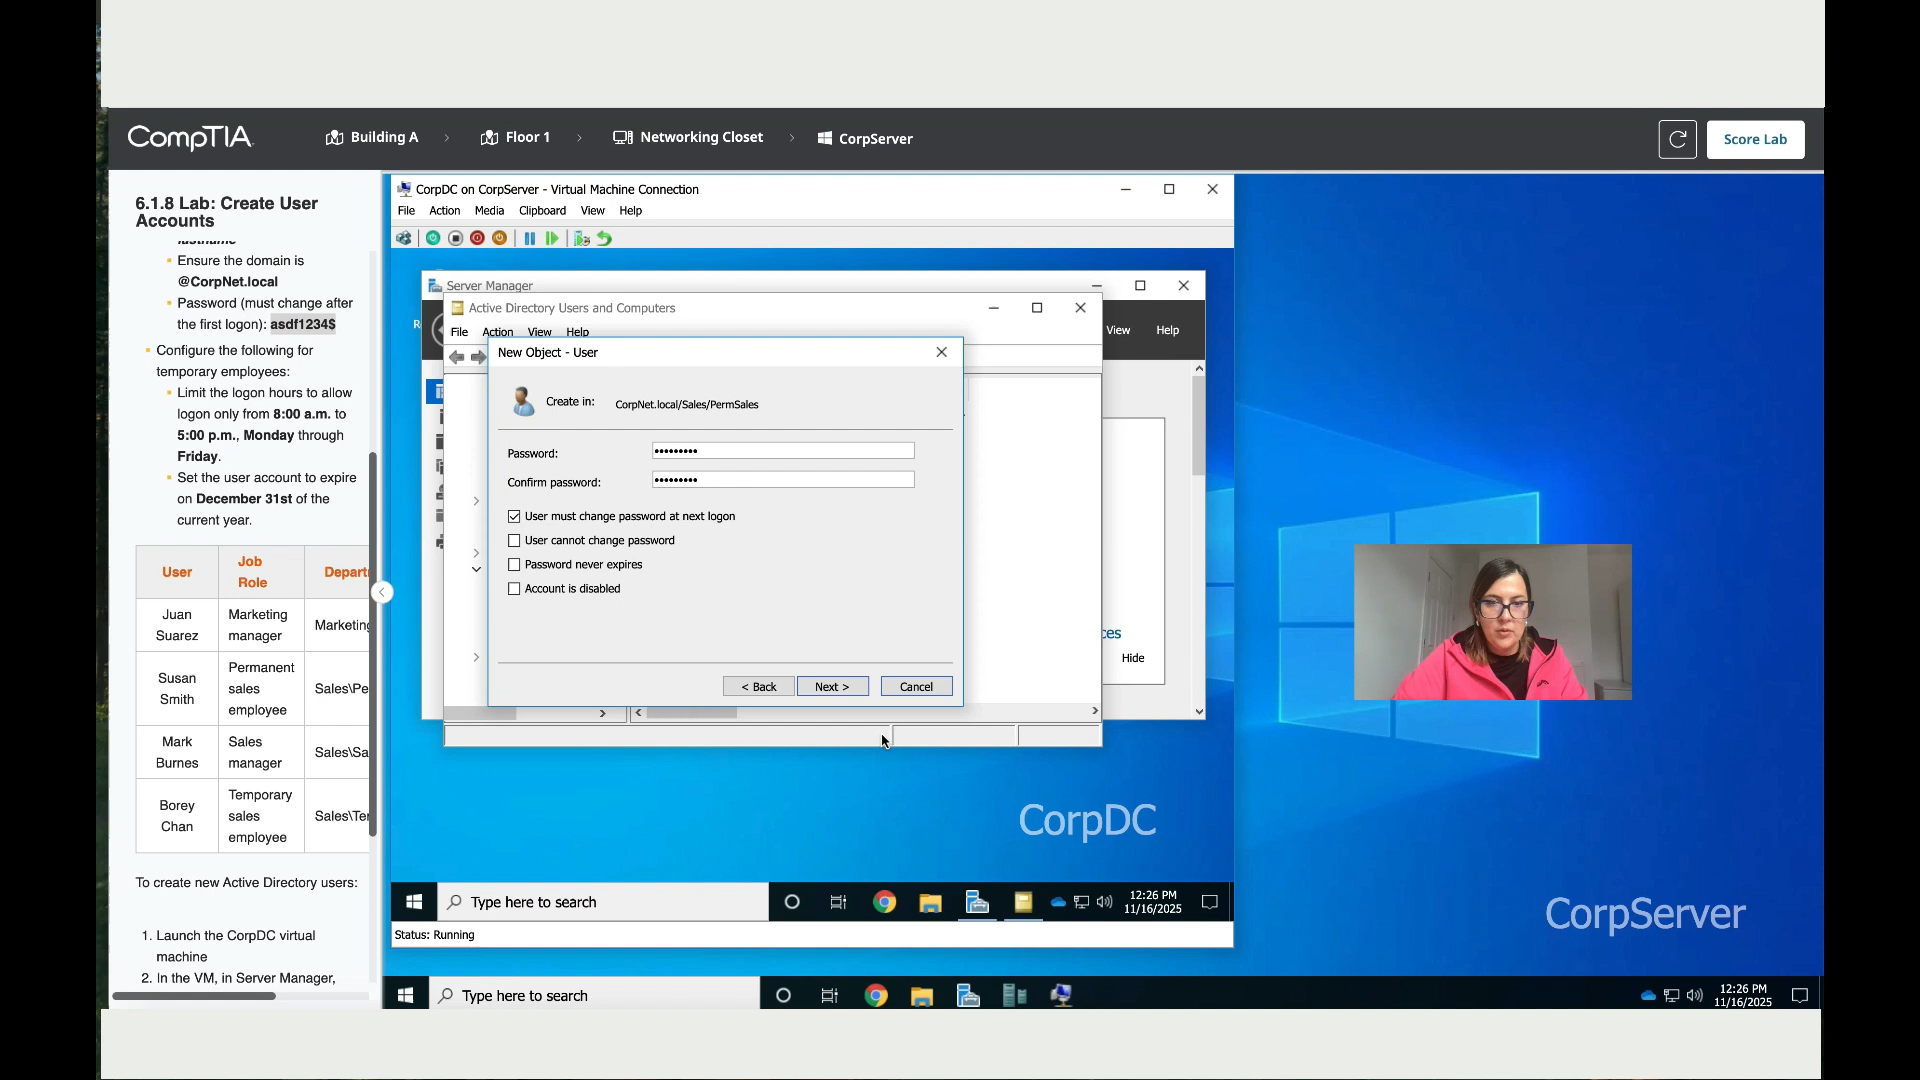 CompTIA.
Building A
Floor 1
Networking Closet
CorpServer
Score Lab
6.1.8 Lab: Create User
Accounts
lastname
Ensure the domain is
@CorpNet.local
Password (must change after
the first logon): asdf1234$
Configure the following for
temporary employees:
Limit the logon hours to allow
logon only from 8:00 a.m. to
5:00 p.m., Monday through
Friday.
Set the user account to expire
on December 31st of the
current year.
User
Job
Role
Departm
Juan
Suarez
Marketing
manager
Marketing
Susan
Smith
Permanent
sales
employee
Sales\Pe
Mark
Burnes
Sales
manager
Sales\Sa
Borey
Chan
Temporary
sales
employee
Sales\Ter
To create new Active Directory users:
1. Launch the CorpDC virtual
machine
2. In the VM, in Server Manager,
CorpDC on CorpServer - Virtual Machine Connection
File Action Media Clipboard View Help
Server Manager
View Help
Active Directory Users and Computers
File Action View Help
New Object - User
Create in: CorpNet.local/Sales/PermSales
Password:
Confirm password:
User must change password at next logon
User cannot change password
Password never expires
Account is disabled
< Back Next > Cancel
ces
Hide
CorpDC
Type here to search
12:26 PM
11/16/2025
Status: Running
CorpServer
Type here to search
12:26 PM
11/16/2025